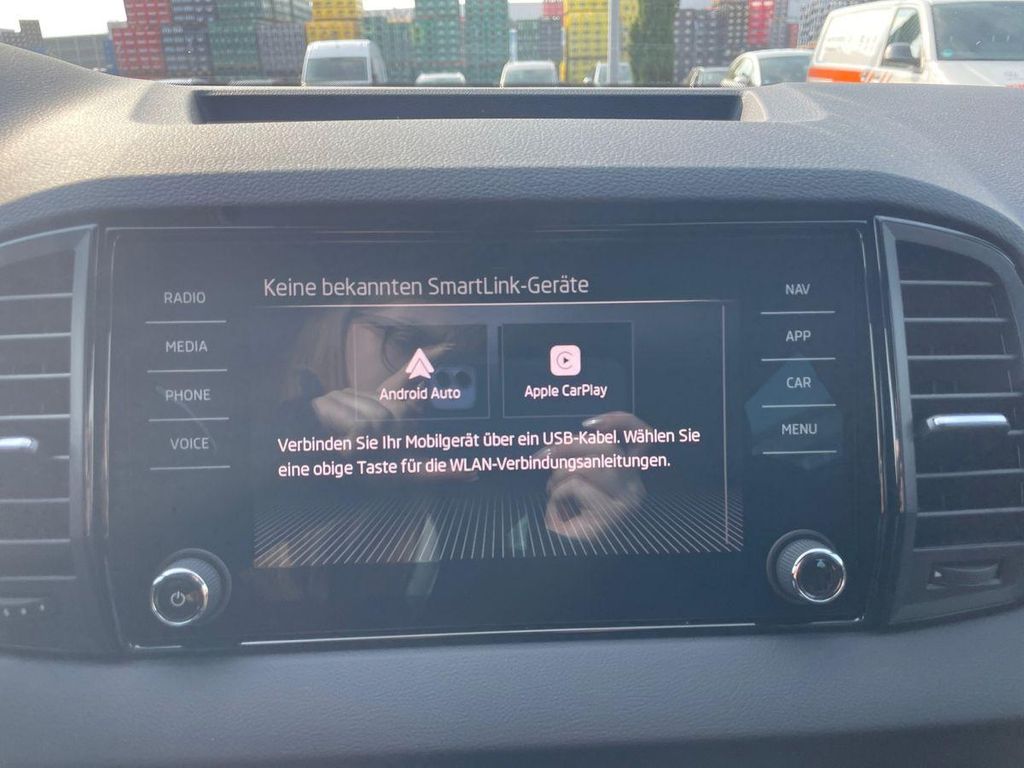 Keine bekannten SmartLink-Geräte
RADIO
MEDIA
PHONE
VOICE
Android Auto
Apple CarPlay
Verbinden Sie Ihr Mobilgerät über ein USB-Kabel. Wählen Sie
eine obige Taste für die WLAN-Verbindungsanleitungen.
NAV
APP
CAR
MENU